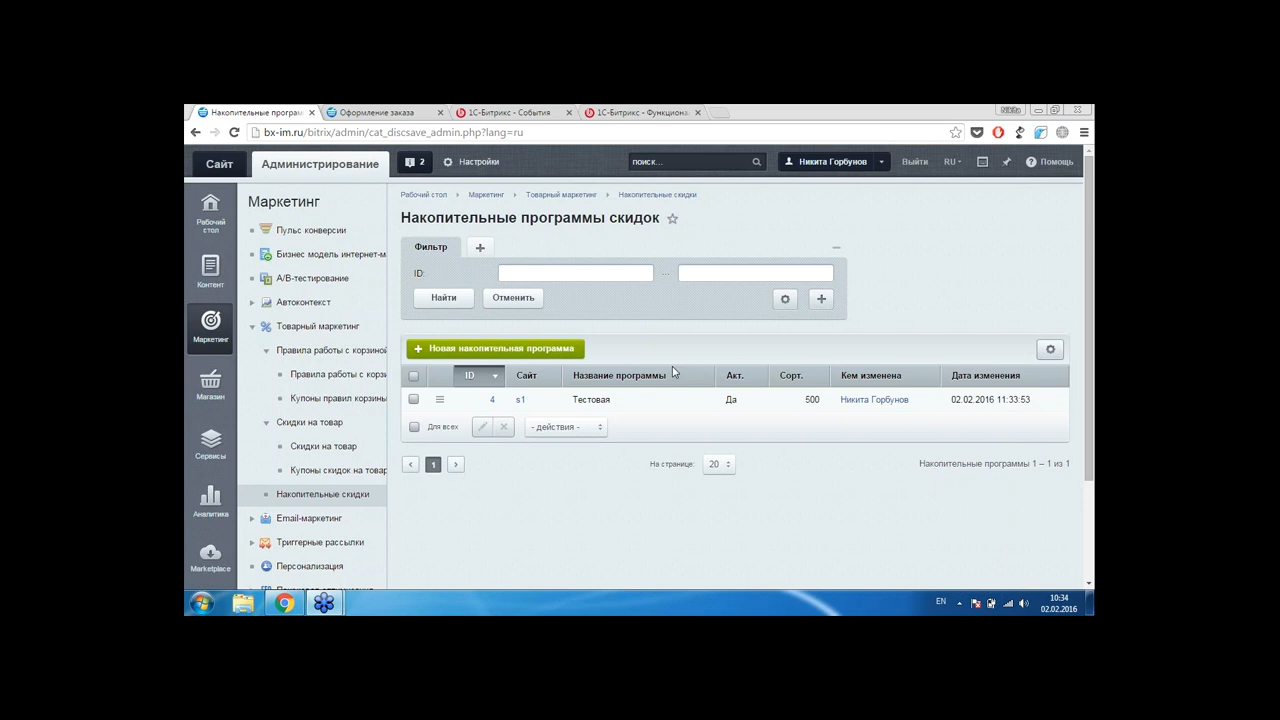 Накопительные програм
Оформление заказа
1С-Битрикс - События
1С-Битрикс - Функциона
bx-im.ru/bitrix/admin/cat_discsave_admin.php?lang=ru
Сайт
Администрирование
2
Настройки
поиск...
Никита Горбунов
Выйти
RU
Помощь
Рабочий стол
Контент
Маркетинг
Магазин
Сервисы
Аналитика
Marketplace
Маркетинг
Пульс конверсии
Бизнес модель интернет-м
A/B-тестирование
Автоконтекст
Товарный маркетинг
Правила работы с корзиной
Правила работы с корзи
Купоны правил корзины
Скидки на товар
Скидки на товар
Купоны скидок на товар
Накопительные скидки
Email-маркетинг
Триггерные рассылки
Персонализация
Рабочий стол
Маркетинг
Товарный маркетинг
Накопительные скидки
Накопительные программы скидок
Фильтр
ID:
...
Найти
Отменить
Новая накопительная программа
ID Сайт Название программы Акт. Сорт. Кем изменена Дата изменения
4 s1 Тестовая Да 500 Никита Горбунов 02.02.2016 11:33:53
Для всех
- действия -
1
На странице: 20
Накопительные программы 1 – 1 из 1
EN
10:34
02.02.2016